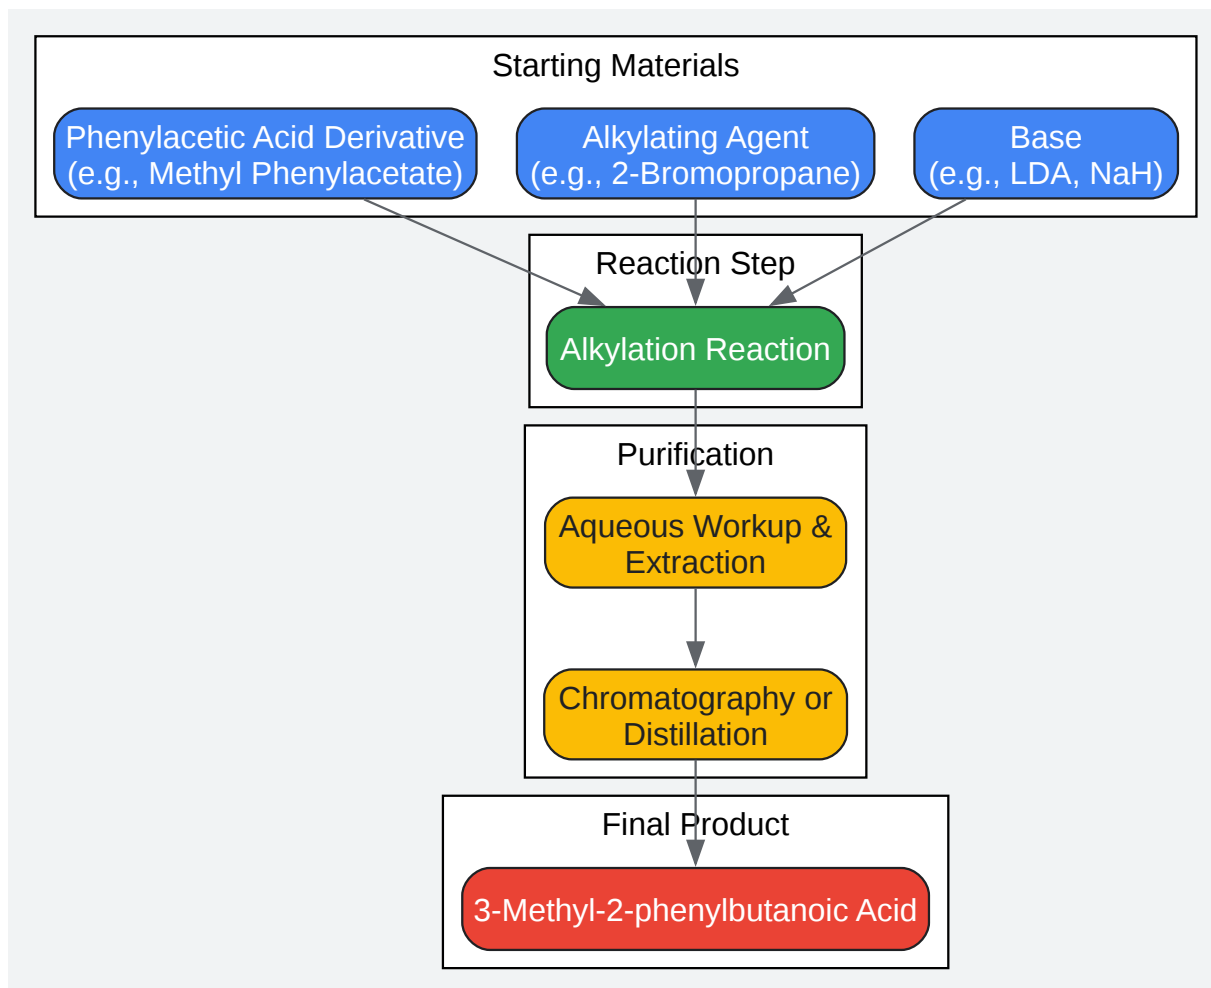 Starting Materials
Phenylacetic Acid Derivative
(e.g., Methyl Phenylacetate)
Alkylating Agent
(e.g., 2-Bromopropane)
Base
(e.g., LDA, NaH)
Reaction Step
Alkylation Reaction
Purification
Aqueous Workup &
Extraction
Chromatography or
Distillation
Final Product
3-Methyl-2-phenylbutanoic Acid